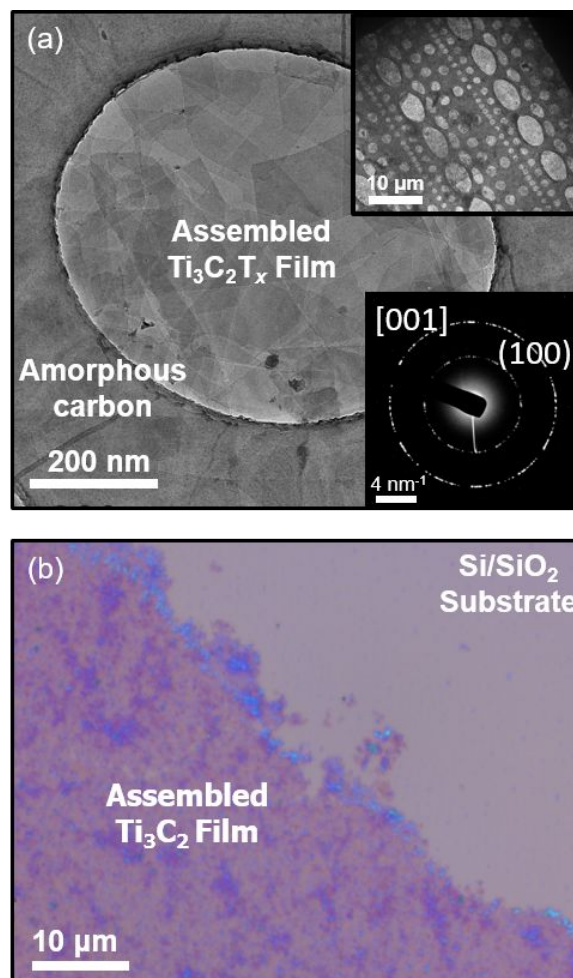 (a)
10 µm
Assembled
Ti₃C₂Tₓ Film
[001]
(100)
Amorphous
carbon
200 nm
4 nm⁻¹
(b)
Si/SiO₂
Substrate
Assembled
Ti₃C₂ Film
10 µm